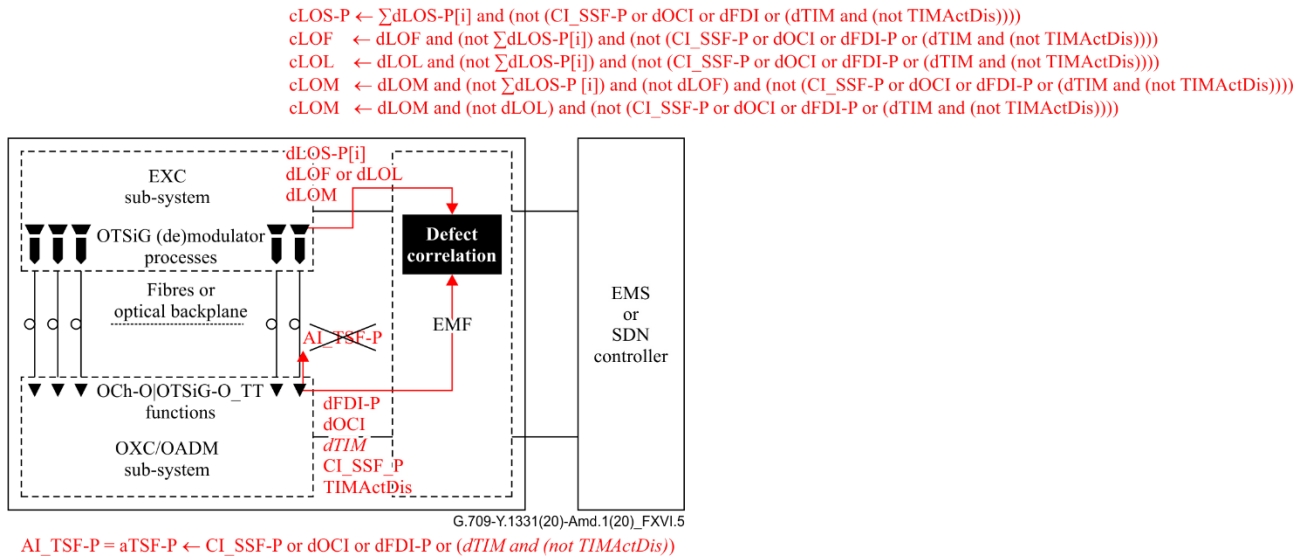 cLOS-P ← ∑dLOS-P[i] and (not (CI_SSF-P or dOCI or dFDI or (dTIM and (not TIMActDis))))
cLOF ← dLOF and (not ∑dLOS-P[i]) and (not (CI_SSF-P or dOCI or dFDI-P or (dTIM and (not TIMActDis))))
cLOL ← dLOL and (not ∑dLOS-P[i]) and (not (CI_SSF-P or dOCI or dFDI-P or (dTIM and (not TIMActDis))))
cLOM ← dLOM and (not ∑dLOS-P [i]) and (not dLOF) and (not (CI_SSF-P or dOCI or dFDI-P or (dTIM and (not TIMActDis))))
cLOM ← dLOM and (not dLOL) and (not (CI_SSF-P or dOCI or dFDI-P or (dTIM and (not TIMActDis))))
dLOS-P[i]
dLOF or dLOL
dLOM
EXC
sub-system
OTSiG (de)modulator
processes
Defect
correlation
Fibres or
optical backplane
AI_TSF-P
EMF
EMS
or
SDN
controller
OCh-O|OTSiG-O_TT
functions
OXC/OADM
sub-system
dFDI-P
dOCI
dTIM
CI_SSF_P
TIMActDis
G.709-Y.1331(20)-Amd.1(20)_FXVI.5
AI_TSF-P = aTSF-P ← CI_SSF-P or dOCI or dFDI-P or (dTIM and (not TIMActDis))